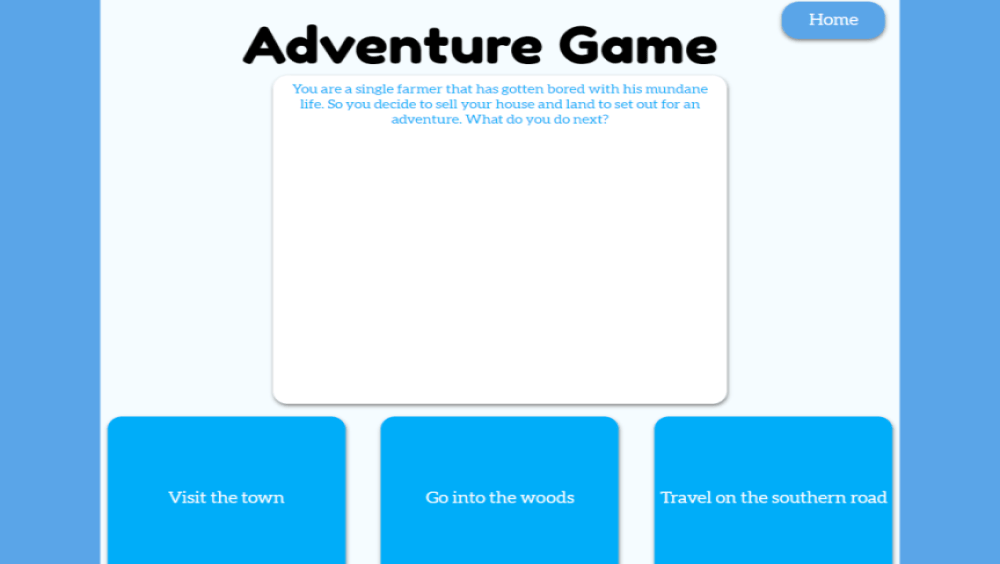 Home
Adventure Game
You are a single farmer that has gotten bored with his mundane
life. So you decide to sell your house and land to set out for an
adventure. What do you do next?
Visit the town
Go into the woods
Travel on the southern road